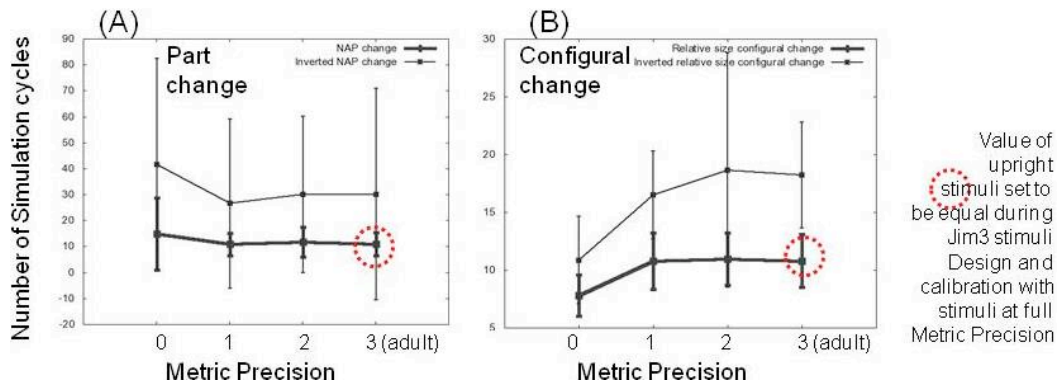 (A)
Part
change
NAP change
Inverted NAP change
Number of Simulation cycles
90
80
70
60
50
40
30
20
10
0
-10
-20
0 1 2 3 (adult)
Metric Precision
(B)
Configural
change
Relative size configural change
Inverted relative size configural change
30
25
20
15
10
5
0 1 2 3 (adult)
Metric Precision
Value of
upright
stimuli set to
be equal during
Jim3 stimuli
Design and
calibration with
stimuli at full
Metric Precision